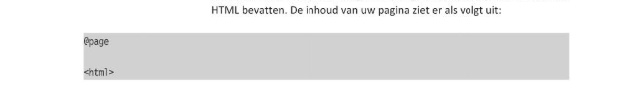 HTML bevatten. De inhoud van uw pagina ziet er als volgt uit:
@page
<html>